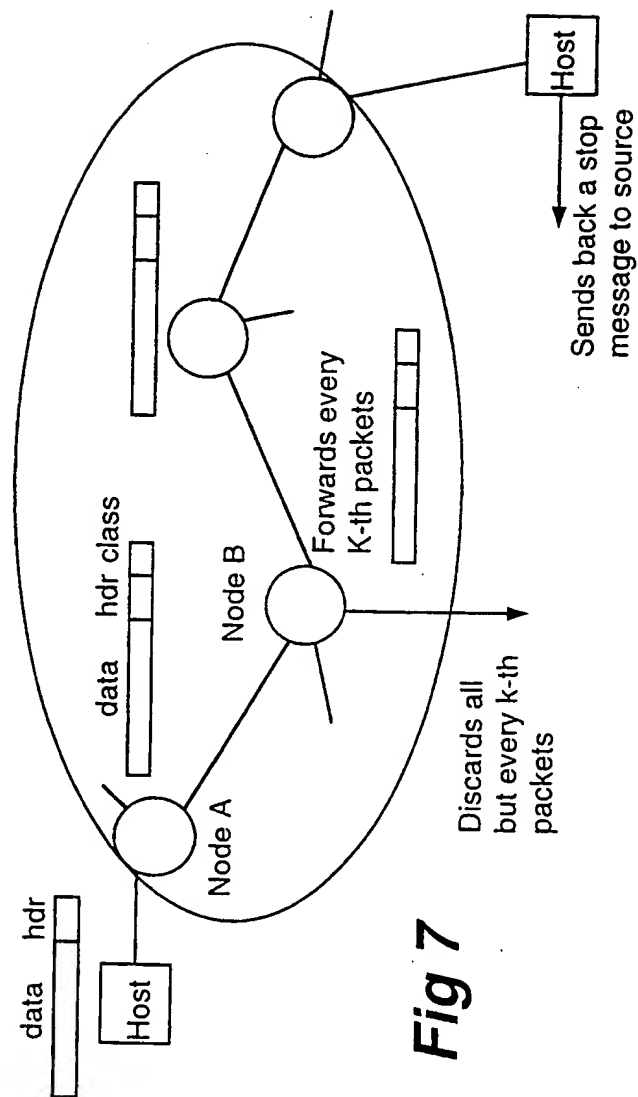 data hdr
Host
Node A
data hdr class
Node B
Forwards every
K-th packets
Discards all
but every k-th
packets
Host
Sends back a stop
message to source
Fig 7